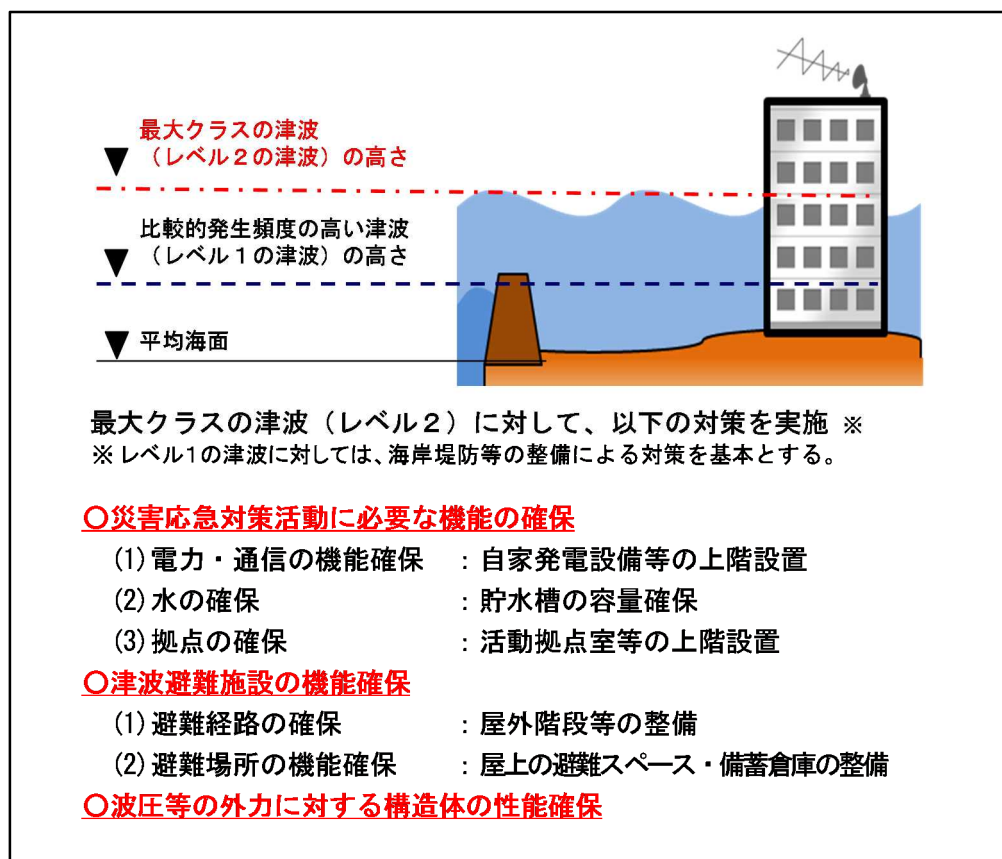 最大クラスの津波
（レベル２の津波）の高さ
比較的発生頻度の高い津波
（レベル１の津波）の高さ
平均海面
最大クラスの津波（レベル２）に対して、以下の対策を実施 ※
※レベル1の津波に対しては、海岸堤防等の整備による対策を基本とする。
○災害応急対策活動に必要な機能の確保
(1)電力・通信の機能確保 ：自家発電設備等の上階設置
(2)水の確保 ：貯水槽の容量確保
(3)拠点の確保 ：活動拠点室等の上階設置
○津波避難施設の機能確保
(1)避難経路の確保 ：屋外階段等の整備
(2)避難場所の機能確保 ：屋上の避難スペース・備蓄倉庫の整備
○波圧等の外力に対する構造体の性能確保